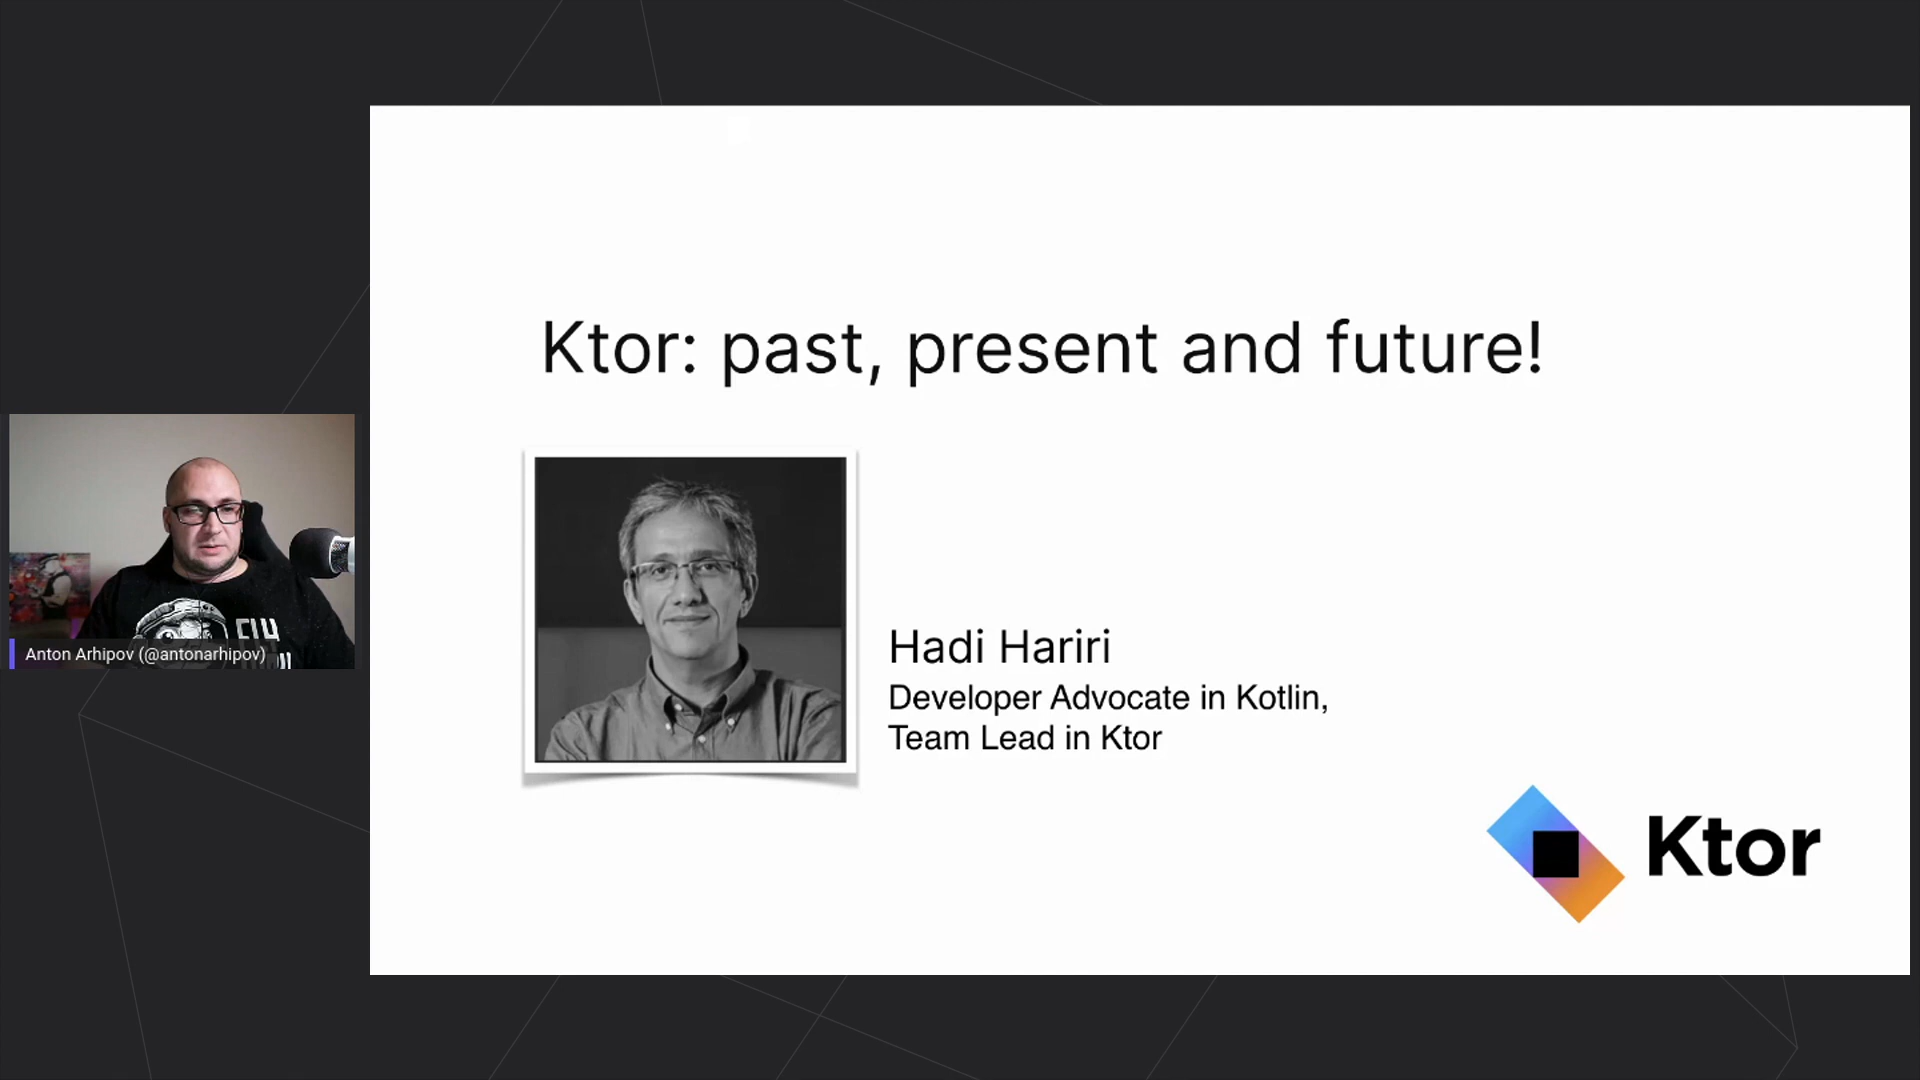 Ktor: past, present and future!
Hadi Hariri
Developer Advocate in Kotlin,
Team Lead in Ktor
Ktor
Anton Arhipov (@antonarhipov)